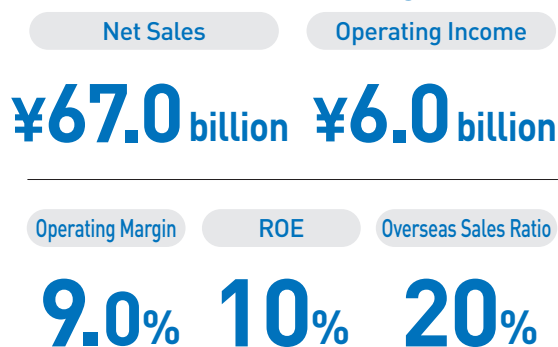 Net Sales Operating Income
¥67.0 billion ¥6.0 billion
Operating Margin ROE Overseas Sales Ratio
9.0% 10% 20%